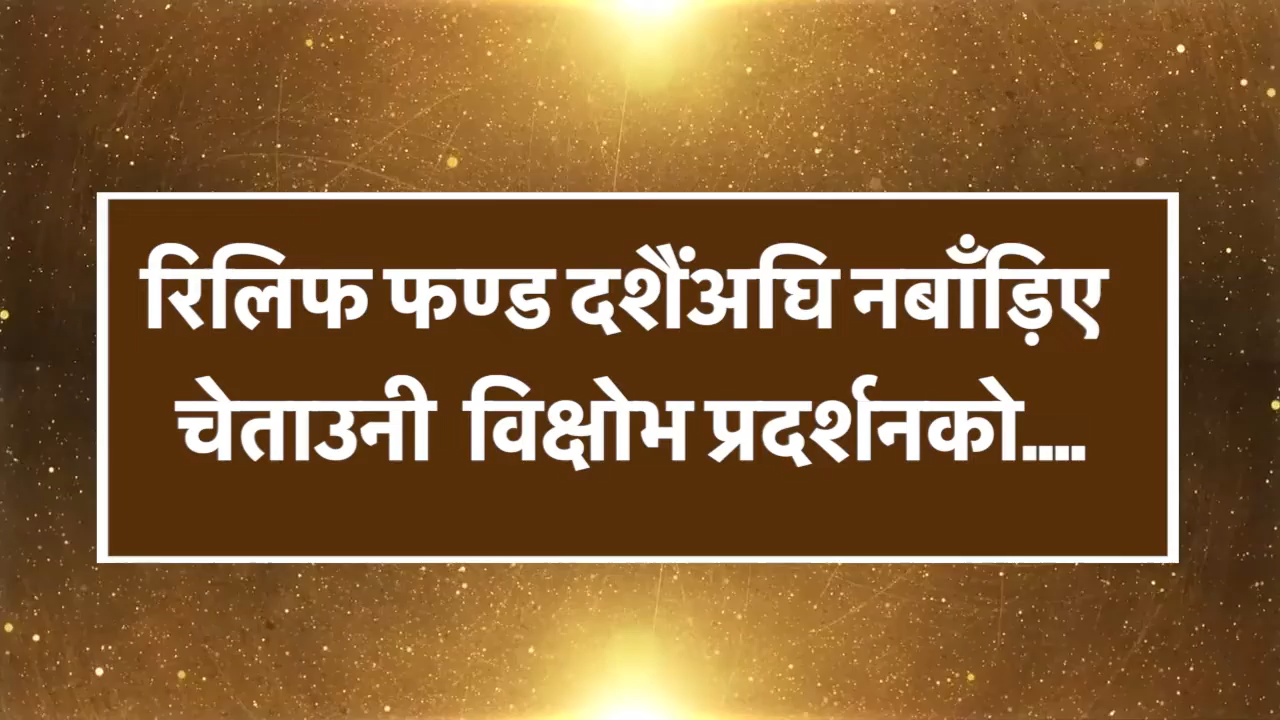 रिलिफ फण्ड दशैंअघि नबाँड़िए
चेताउनी विक्षोभ प्रदर्शनको....